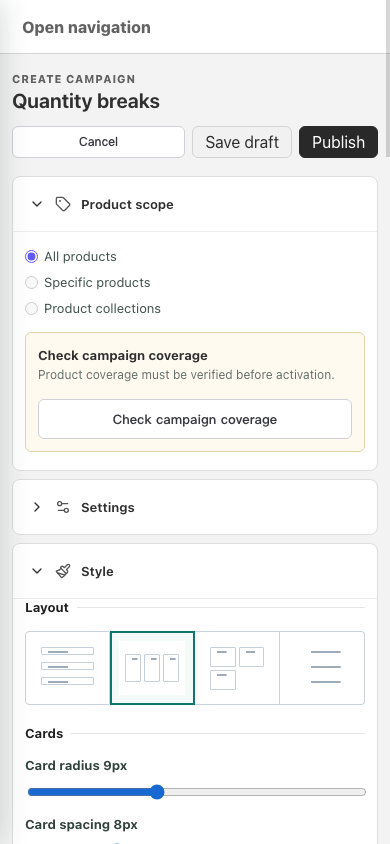 Open navigation
CREATE CAMPAIGN
Quantity breaks
Cancel
Save draft
Publish
Product scope
All products
Specific products
Product collections
Check campaign coverage
Product coverage must be verified before activation.
Check campaign coverage
Settings
Style
Layout
Cards
Card radius 9px
Card spacing 8px